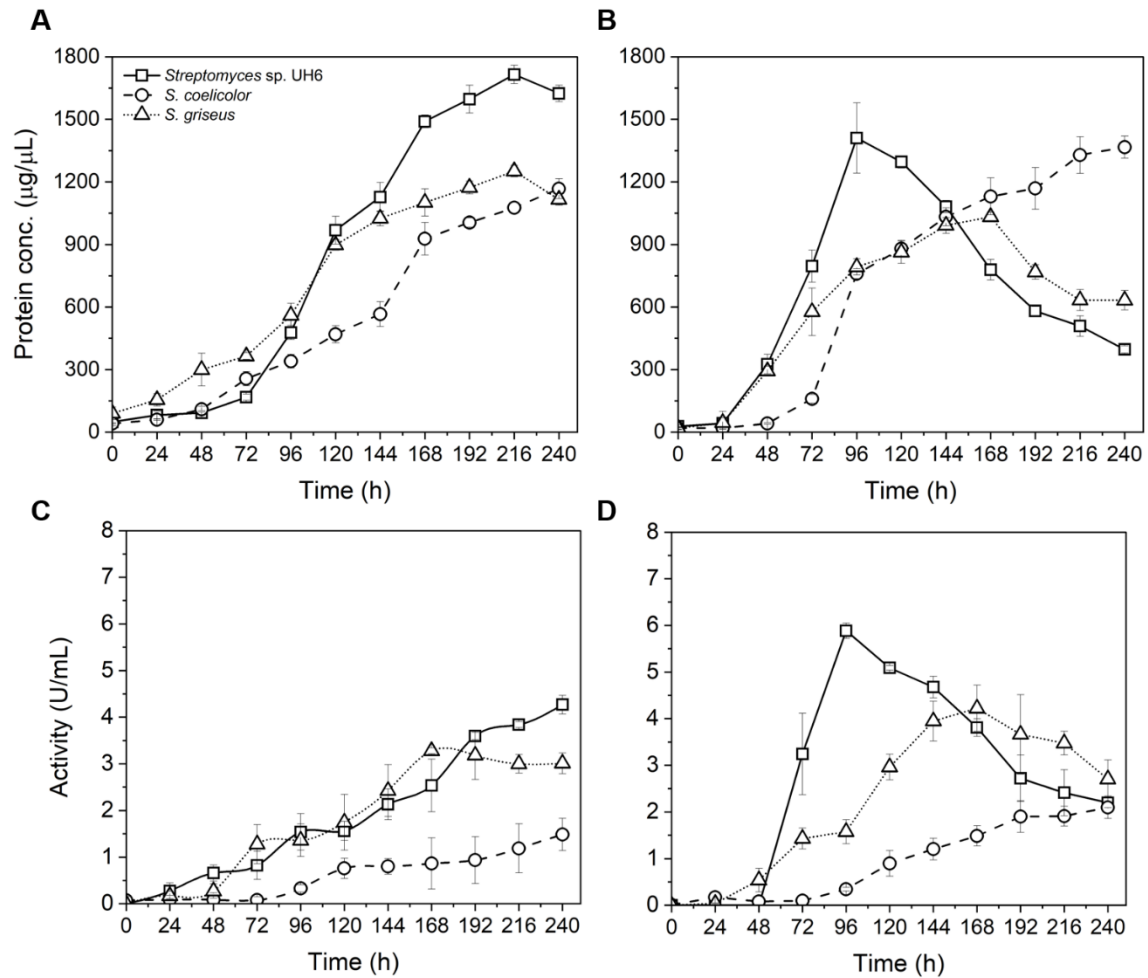 A
B
Protein conc. (μg/μL)
1800
1500
1200
900
600
300
0
Streptomyces sp. UH6
S. coelicolor
S. griseus
0 24 48 72 96 120 144 168 192 216 240
Time (h)
1800
1500
1200
900
600
300
0
0 24 48 72 96 120 144 168 192 216 240
Time (h)
C
D
Activity (U/mL)
8
7
6
5
4
3
2
1
0
0 24 48 72 96 120 144 168 192 216 240
Time (h)
8
7
6
5
4
3
2
1
0
0 24 48 72 96 120 144 168 192 216 240
Time (h)